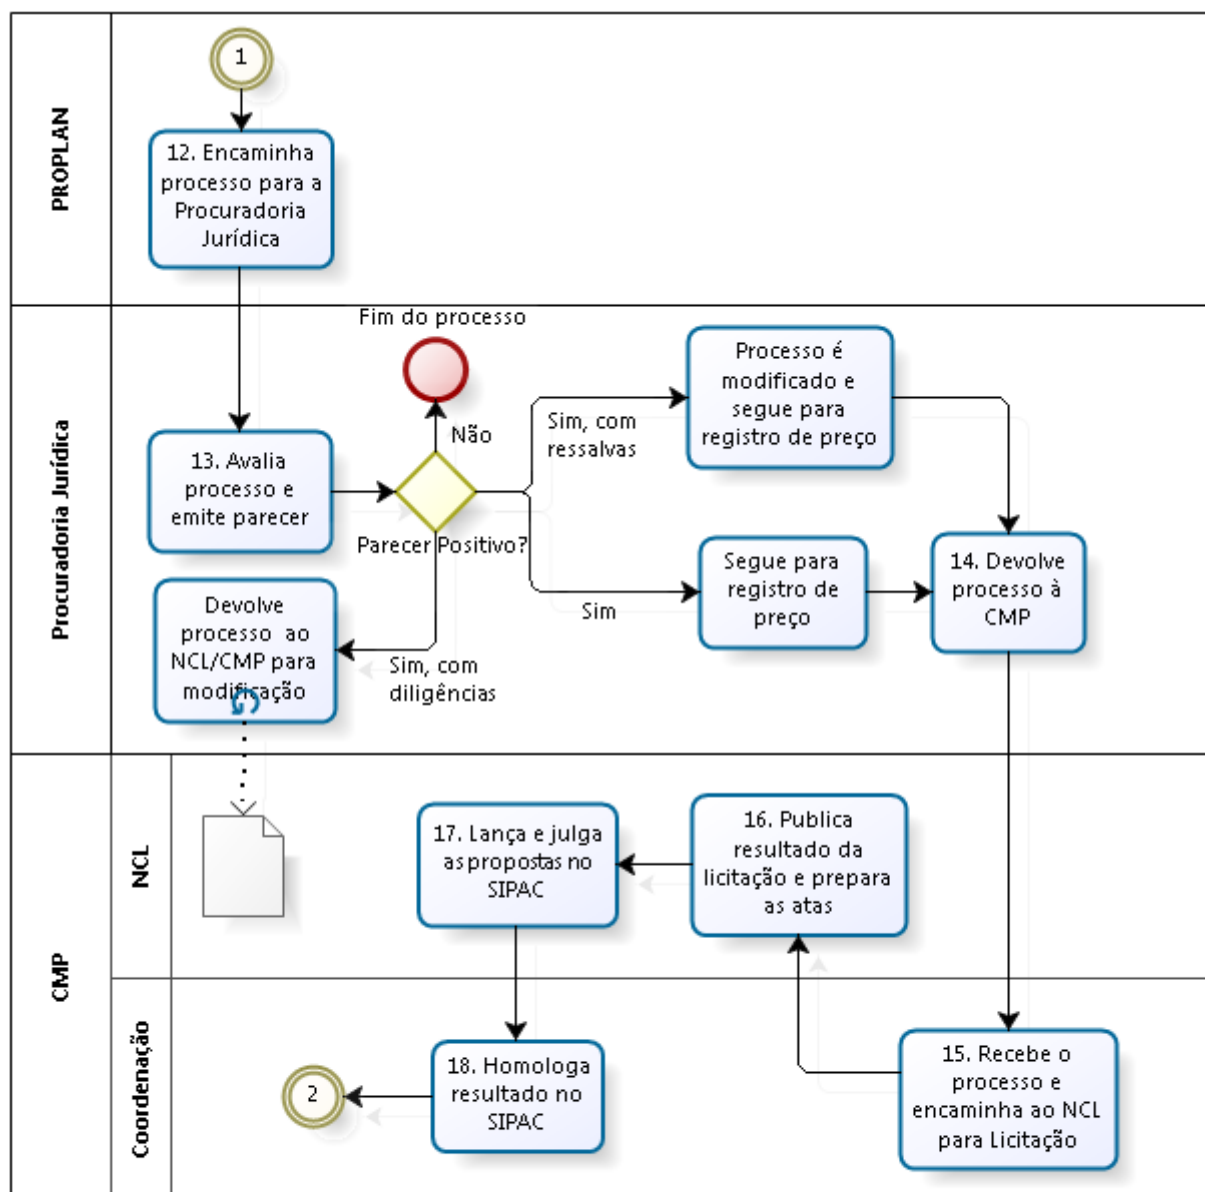 PROPLAN
1
12. Encaminha
processo para a
Procuradoria
Jurídica
Procuradoria Jurídica
Fim do processo
Não
13. Avalia
processo e
emite parecer
Parecer Positivo?
Sim, com
ressalvas
Processo é
modificado e
segue para
registro de preço
Sim
Segue para
registro de
preço
14. Devolve
processo à
CMP
Sim, com
diligências
Devolve
processo ao
NCL/CMP para
modificação
CMP
NCL
17. Lança e julga
as propostas no
SIPAC
16. Publica
resultado da
licitação e prepara
as atas
Coordenação
2
18. Homologa
resultado no
SIPAC
15. Recebe o
processo e
encaminha ao NCL
para Licitação